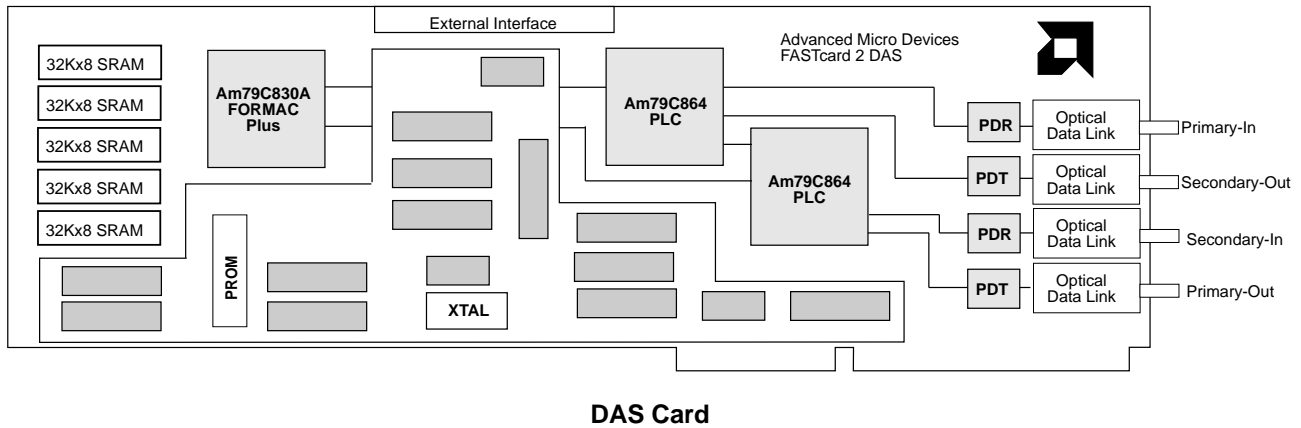 External Interface
32Kx8 SRAM
32Kx8 SRAM
32Kx8 SRAM
32Kx8 SRAM
32Kx8 SRAM
Am79C830A
FORMAC
Plus
PROM
XTAL
Am79C864
PLC
Am79C864
PLC
Advanced Micro Devices
FASTcard 2 DAS
PDR
Optical
Data Link
Primary-In
PDT
Optical
Data Link
Secondary-Out
PDR
Optical
Data Link
Secondary-In
PDT
Optical
Data Link
Primary-Out
DAS Card